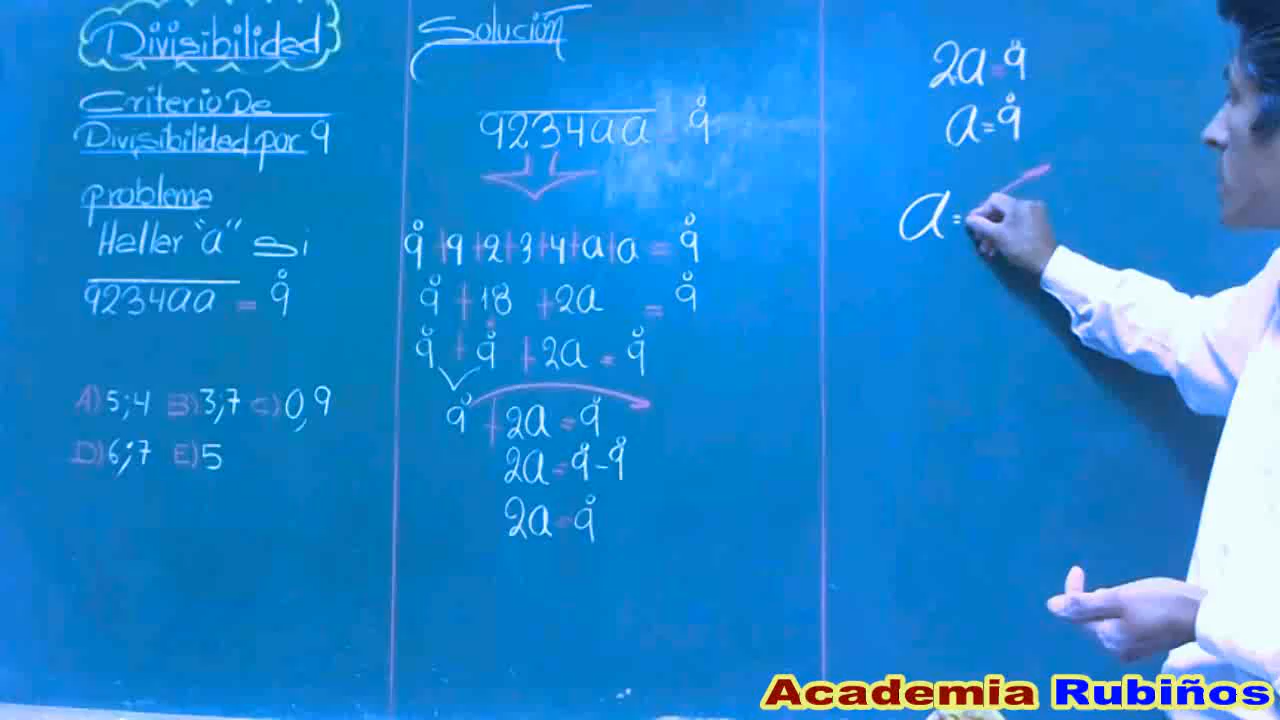 Divisibilidad
Criterio De
Divisibilidad por 9
problema
Hallar "a" Si
9234aa = 9̊
A) 5;4 B) 3,7 C) 0,9
D) 6;7 E) 5
Solución
9234aa = 9̊
9̊+9+2+3+4+a+a = 9̊
9̊ + 18 + 2a = 9̊
9̊ + 9̊ + 2a = 9̊
9̊ + 2a = 9̊
2a = 9̊ - 9̊
2a = 9̊
2a = 9̊
a = 9̊
a =
Academia Rubiños